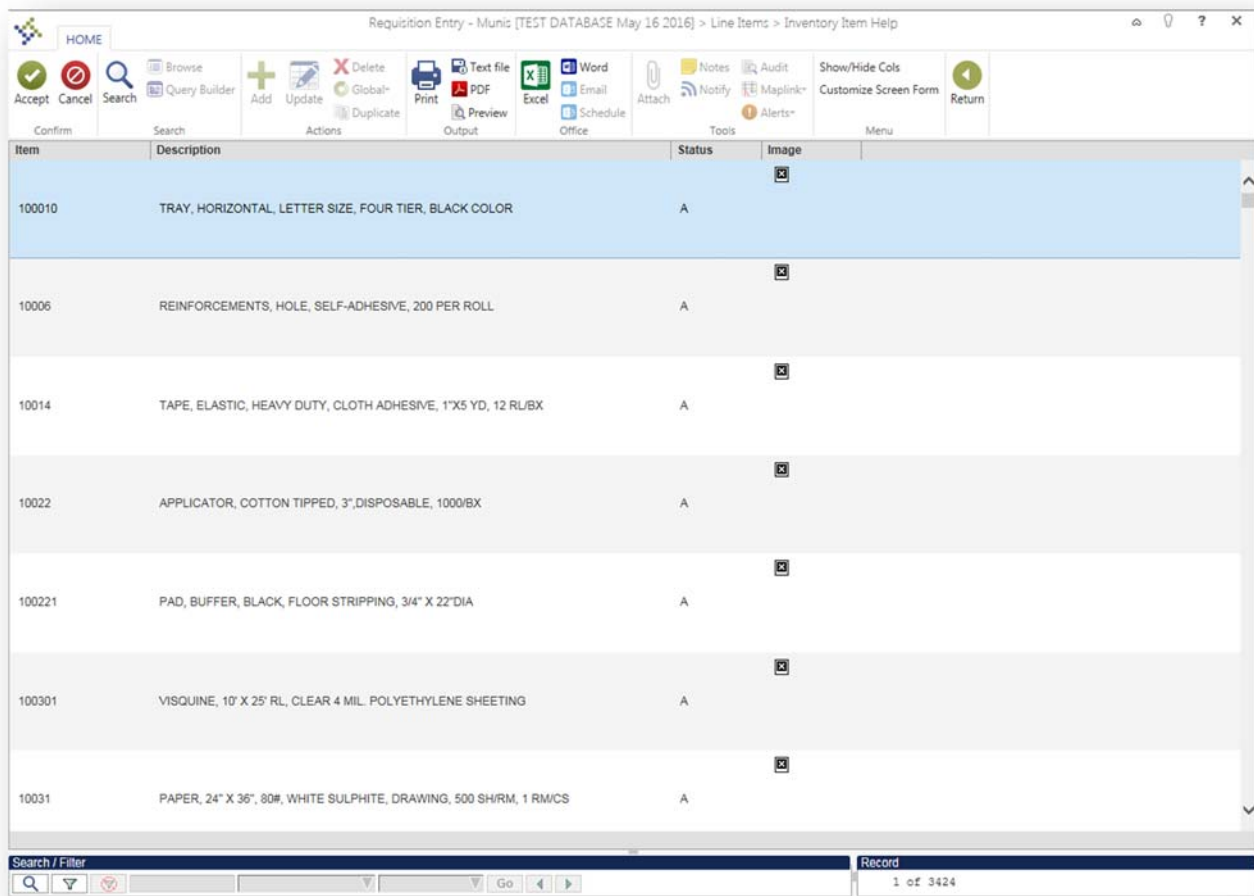 Requisition Entry - Munis [TEST DATABASE May 16 2016] > Line Items > Inventory Item Help
HOME
Accept Cancel Search Browse Query Builder Add Update Delete Global Duplicate Print Text file PDF Preview Excel Word Email Schedule Attach Notes Notify Audit Maplink Alerts Show/Hide Cols Customize Screen Form Return
Confirm Search Actions Output Office Tools Menu
Item Description Status Image
100010 TRAY, HORIZONTAL, LETTER SIZE, FOUR TIER, BLACK COLOR A
10006 REINFORCEMENTS, HOLE, SELF-ADHESIVE, 200 PER ROLL A
10014 TAPE, ELASTIC, HEAVY DUTY, CLOTH ADHESIVE, 1"X5 YD, 12 RL/BX A
10022 APPLICATOR, COTTON TIPPED, 3",DISPOSABLE, 1000/BX A
100221 PAD, BUFFER, BLACK, FLOOR STRIPPING, 3/4" X 22"DIA A
100301 VISQUINE, 10' X 25' RL, CLEAR 4 MIL. POLYETHYLENE SHEETING A
10031 PAPER, 24" X 36", 80#, WHITE SULPHITE, DRAWING, 500 SH/RM, 1 RM/CS A
Search / Filter Record
Go 1 of 3424